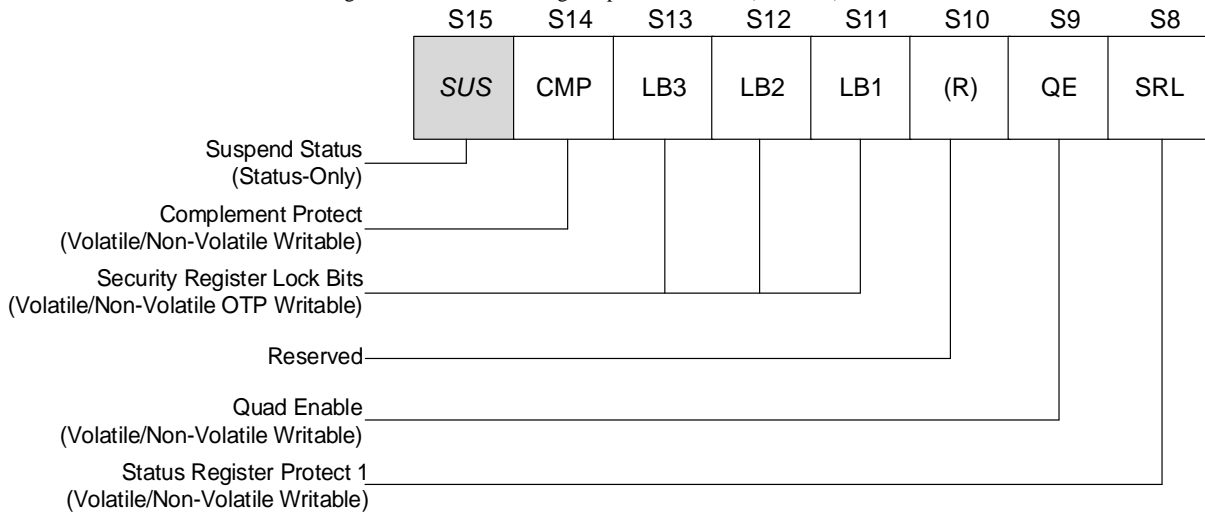 S15 S14 S13 S12 S11 S10 S9 S8
SUS CMP LB3 LB2 LB1 (R) QE SRL
Suspend Status
(Status-Only)
Complement Protect
(Volatile/Non-Volatile Writable)
Security Register Lock Bits
(Volatile/Non-Volatile OTP Writable)
Reserved
Quad Enable
(Volatile/Non-Volatile Writable)
Status Register Protect 1
(Volatile/Non-Volatile Writable)